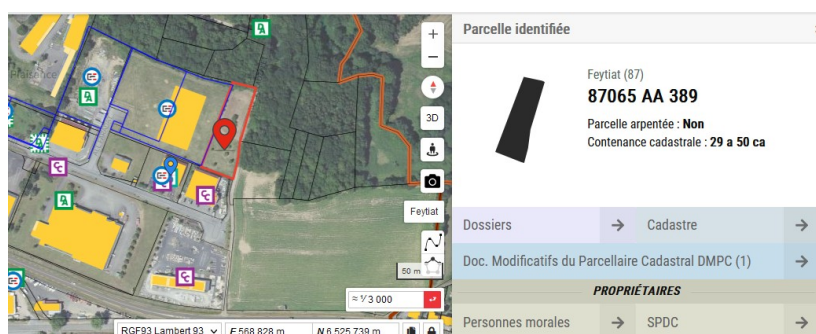 Plaisance
3D
Feytiat
50 m
≈ 1/3 000
RGF93 Lambert 93
E 568 828 m
N 6 525 739 m
Parcelle identifiée
Feytiat (87)
87065 AA 389
Parcelle arpentée : Non
Contenance cadastrale : 29 a 50 ca
Dossiers → Cadastre →
Doc. Modificatifs du Parcellaire Cadastral DMPC (1) →
PROPRIÉTAIRES
Personnes morales → SPDC →